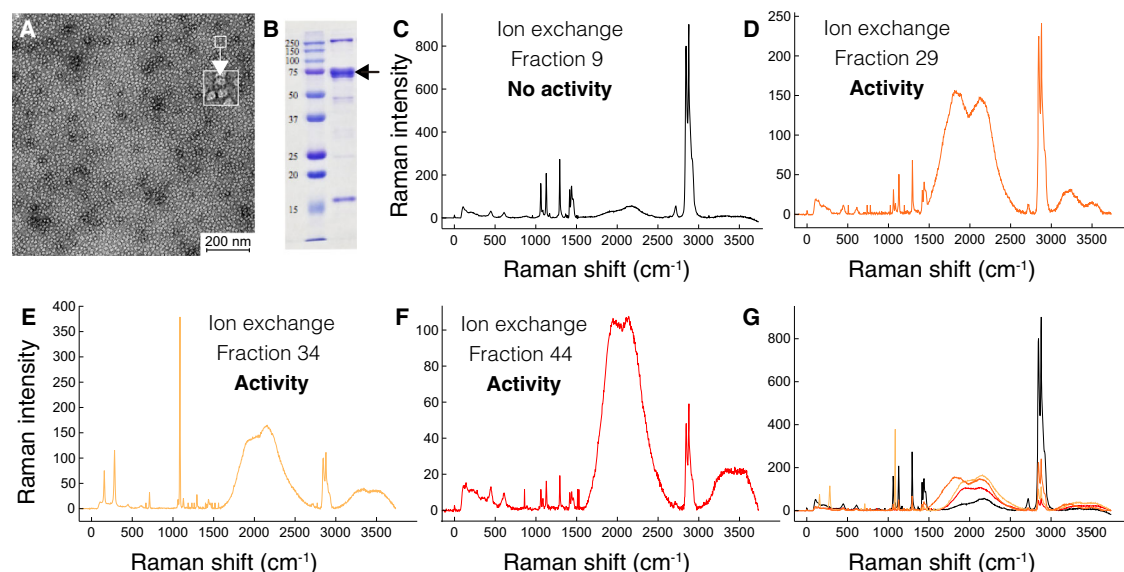 A
200 nm
B
250
150
100
75
50
37
25
20
15
C
Ion exchange
Fraction 9
No activity
Raman intensity
800
600
400
200
0
0 500 1000 1500 2000 2500 3000 3500
Raman shift (cm⁻¹)
D
Ion exchange
Fraction 29
Activity
250
200
150
100
50
0
0 500 1000 1500 2000 2500 3000 3500
Raman shift (cm⁻¹)
E
Ion exchange
Fraction 34
Activity
Raman intensity
400
350
300
250
200
150
100
50
0
0 500 1000 1500 2000 2500 3000 3500
Raman shift (cm⁻¹)
F
Ion exchange
Fraction 44
Activity
100
80
60
40
20
0
0 500 1000 1500 2000 2500 3000 3500
Raman shift (cm⁻¹)
G
800
600
400
200
0
0 500 1000 1500 2000 2500 3000 3500
Raman shift (cm⁻¹)